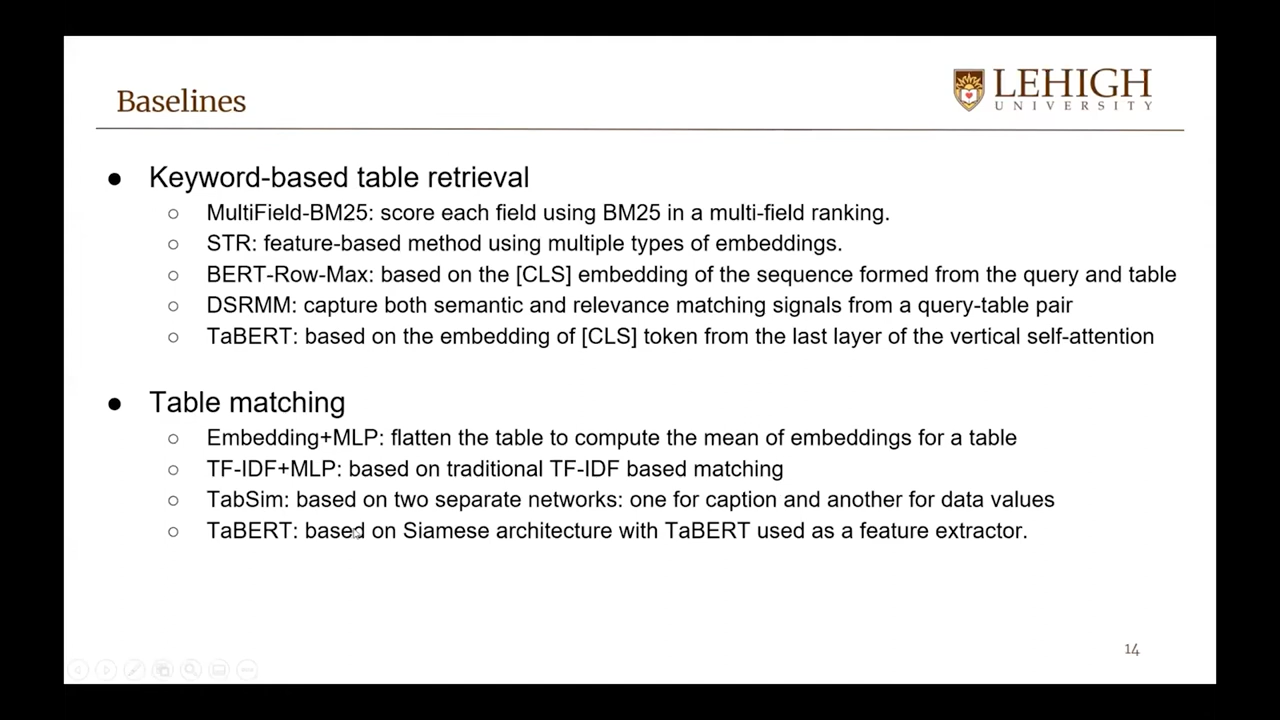 Baselines
LEHIGH
UNIVERSITY
● Keyword-based table retrieval
○ MultiField-BM25: score each field using BM25 in a multi-field ranking.
○ STR: feature-based method using multiple types of embeddings.
○ BERT-Row-Max: based on the [CLS] embedding of the sequence formed from the query and table
○ DSRMM: capture both semantic and relevance matching signals from a query-table pair
○ TaBERT: based on the embedding of [CLS] token from the last layer of the vertical self-attention
● Table matching
○ Embedding+MLP: flatten the table to compute the mean of embeddings for a table
○ TF-IDF+MLP: based on traditional TF-IDF based matching
○ TabSim: based on two separate networks: one for caption and another for data values
○ TaBERT: based on Siamese architecture with TaBERT used as a feature extractor.
14